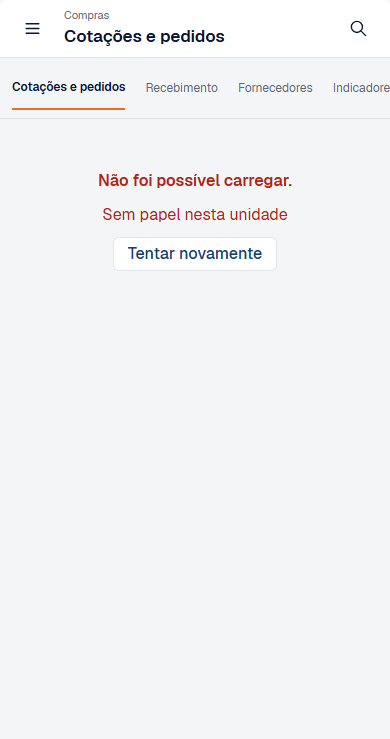 Compras
Cotações e pedidos
Cotações e pedidos Recebimento Fornecedores Indicadore
Não foi possível carregar.
Sem papel nesta unidade
Tentar novamente